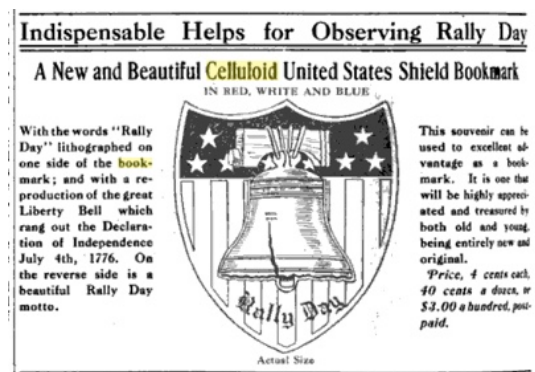 Indispensable Helps for Observing Rally Day
A New and Beautiful Celluloid United States Shield Bookmark
IN RED, WHITE AND BLUE
With the words "Rally
Day" lithographed on
one side of the book-
mark; and with a re-
production of the great
Liberty Bell which
rang out the Declara-
tion of Independence
July 4th, 1776. On
the reverse side is a
beautiful Rally Day
motto.
Rally Day
Actual Size
This souvenir can be
used to excellent ad-
vantage as a book-
mark. It is one that
will be highly appreci-
ated and treasured by
both old and young,
being entirely new and
original.
Price, 4 cents each,
40 cents a dozen, or
$3.00 a hundred, post-
paid.